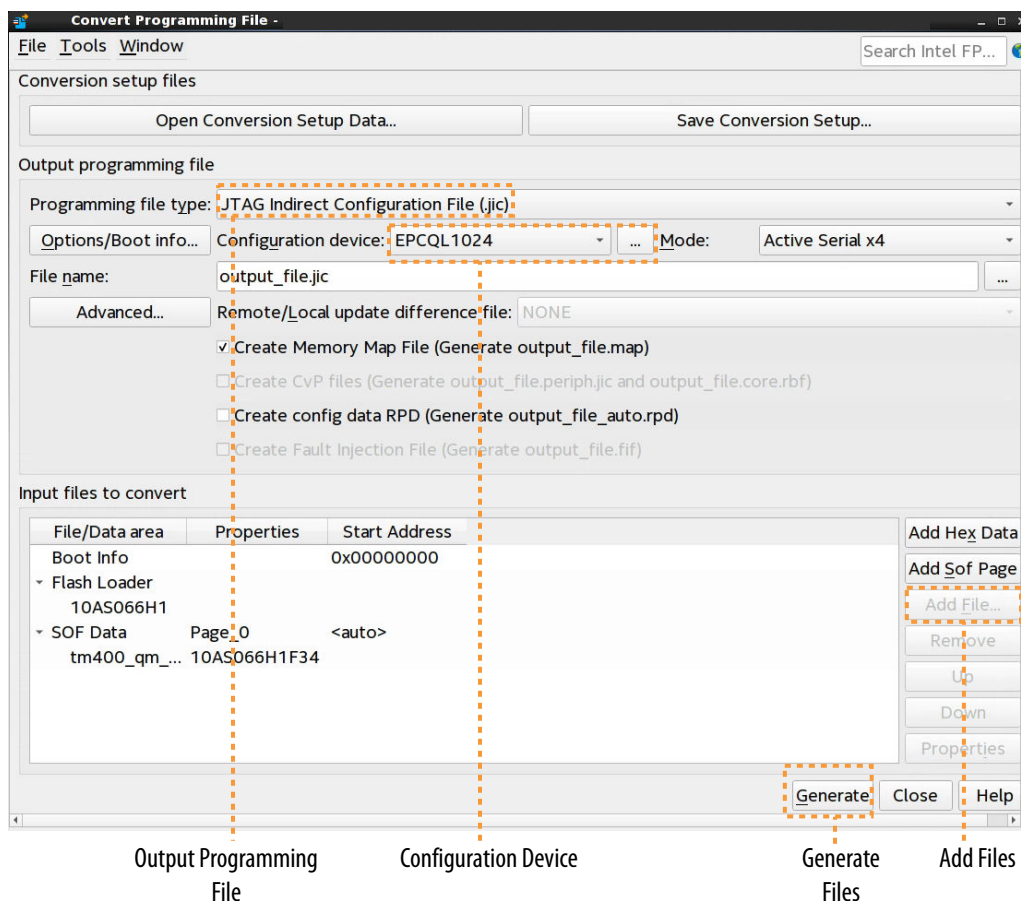 Convert Programming File -
File Tools Window
Search Intel FP...
Conversion setup files
Open Conversion Setup Data... Save Conversion Setup...
Output programming file
Programming file type: JTAG Indirect Configuration File (.jic)
Options/Boot info... Configuration device: EPCQL1024 ... Mode: Active Serial x4
File name: output_file.jic ...
Advanced... Remote/Local update difference file: NONE
Create Memory Map File (Generate output_file.map)
Create CvP files (Generate output_file.periph.jic and output_file.core.rbf)
Create config data RPD (Generate output_file_auto.rpd)
Create Fault Injection File (Generate output_file.fif)
Input files to convert
File/Data area Properties Start Address
Boot Info 0x00000000
Flash Loader
10AS066H1
SOF Data Page_0 <auto>
tm400_qm_... 10AS066H1F34
Add Hex Data
Add Sof Page
Add File...
Remove
Up
Down
Properties
Generate Close Help
Output Programming
File
Configuration Device
Generate
Files
Add Files